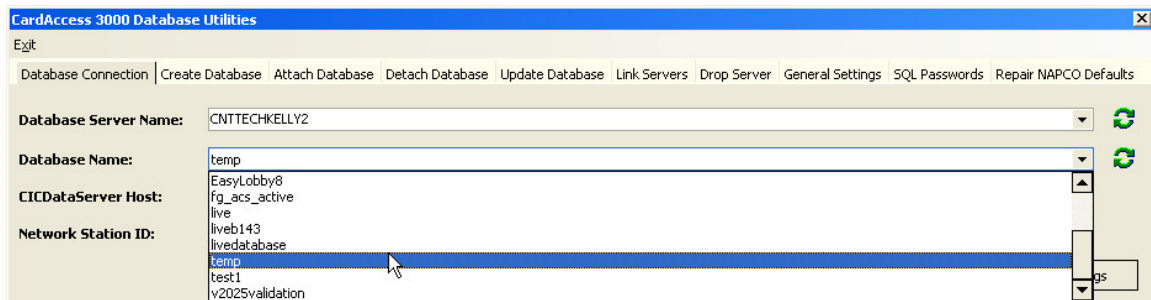 CardAccess 3000 Database Utilities
Exit
Database Connection Create Database Attach Database Detach Database Update Database Link Servers Drop Server General Settings SQL Passwords Repair NAPCO Defaults
Database Server Name: CNTTECHKELLY2
Database Name: temp
EasyLobby8
CICDataServer Host: fg_acs_active
live
Network Station ID: liveb143
livedatabase
temp
test1 gs
v2025validation